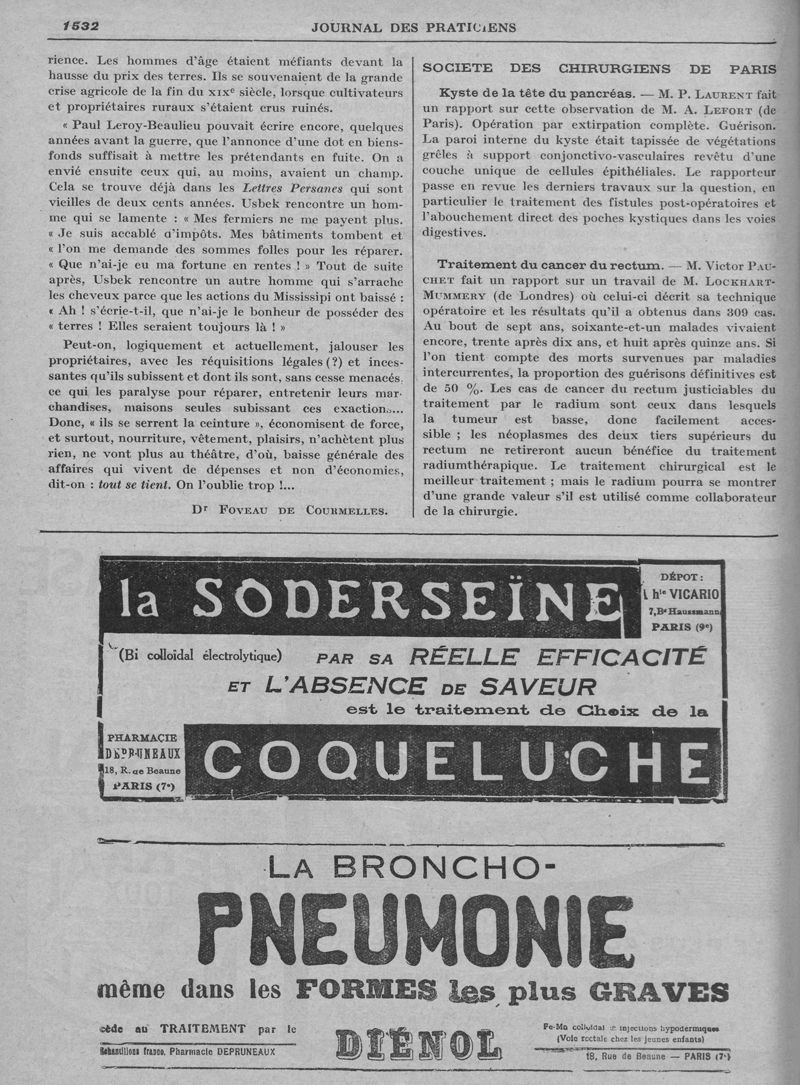 1532
JOURNAL DES PRATICIENS
rience. Les hommes d'âge étaient méfiants devant la
hausse du prix des terres. Ils se souvenaient de la grande
crise agricole de la fin du XIXe siècle, lorsque cultivateurs
et propriétaires ruraux s'étaient crus ruinés.
« Paul Leroy-Beaulieu pouvait écrire encore, quelques
années avant la guerre, que l'annonce d'une dot en biens-
fonds suffisait à mettre les prétendants en fuite. On a
envié ensuite ceux qui, au moins, avaient un champ.
Cela se trouve déjà dans les Lettres Persanes qui sont
vieilles de deux cents années. Usbek rencontre un hom-
me qui se lamente : « Mes fermiers ne me payent plus.
« Je suis accablé d'impôts. Mes bâtiments tombent et
« l'on me demande des sommes folles pour les réparer.
« Que n'ai-je eu ma fortune en rentes ! » Tout de suite
après, Usbek rencontre un autre homme qui s'arrache
les cheveux parce que les actions du Mississipi ont baissé :
« Ah ! s'écrie-t-il, que n'ai-je le bonheur de posséder des
« terres ! Elles seraient toujours là ! »
Peut-on, logiquement et actuellement, jalouser les
propriétaires, avec les réquisitions légales (?) et inces-
santes qu'ils subissent et dont ils sont, sans cesse menacés,
ce qui les paralyse pour réparer, entretenir leurs mar-
chandises, maisons seules subissant ces exactions...
Donc, « ils se serrent la ceinture », économisent de force,
et surtout, nourriture, vêtement, plaisirs, n'achètent plus
rien, ne vont plus au théâtre, d'où, baisse générale des
affaires qui vivent de dépenses et non d'économies,
dit-on : tout se tient. On l'oublie trop !...
Dr FOVEAU DE COURMELLES.
SOCIETE DES CHIRURGIENS DE PARIS
Kyste de la tête du pancréas. — M. P. LAURENT fait
un rapport sur cette observation de M. A. LEFORT (de
Paris). Opération par extirpation complète. Guérison.
La paroi interne du kyste était tapissée de végétations
grêles à support conjonctivo-vasculaires revêtu d'une
couche unique de cellules épithéliales. Le rapporteur
passe en revue les derniers travaux sur la question, en
particulier le traitement des fistules post-opératoires et
l'abouchement direct des poches kystiques dans les voies
digestives.
Traitement du cancer du rectum. — M. Victor PAU-
CHET fait un rapport sur un travail de M. LOCKHART-
MUMMERY (de Londres) où celui-ci décrit sa technique
opératoire et les résultats qu'il a obtenus dans 309 cas.
Au bout de sept ans, soixante-et-un malades vivaient
encore, trente après dix ans, et huit après quinze ans. Si
l'on tient compte des morts survenues par maladies
intercurrentes, la proportion des guérisons définitives est
de 50 %. Les cas de cancer du rectum justiciables du
traitement par le radium sont ceux dans lesquels
la tumeur est basse, donc facilement acces-
sible ; les néoplasmes des deux tiers supérieurs du
rectum ne retireront aucun bénéfice du traitement
radiumthérapique. Le traitement chirurgical est le
meilleur traitement ; mais le radium pourra se montrer
d'une grande valeur s'il est utilisé comme collaborateur
de la chirurgie.
la SODERSEÏNE
DÉPOT :
Phie VICARIO
7, Bd Haussmann
PARIS (9e)
(Bi colloïdal électrolytique) PAR SA RÉELLE EFFICACITÉ
ET L'ABSENCE DE SAVEUR
est le traitement de Choix de la
PHARMACIE
DEPRUNEAUX
18, R. de Beaune
PARIS (7e)
COQUELUCHE
LA BRONCHO-
PNEUMONIE
même dans les FORMES les plus GRAVES
cède au TRAITEMENT par le
Echantillons franco, Pharmacie DEPRUNEAUX
DIÉNOL
Fe-Mn colloïdal injections hypodermiques
(Voie rectale chez les jeunes enfants)
18, Rue de Beaune — PARIS (7e)